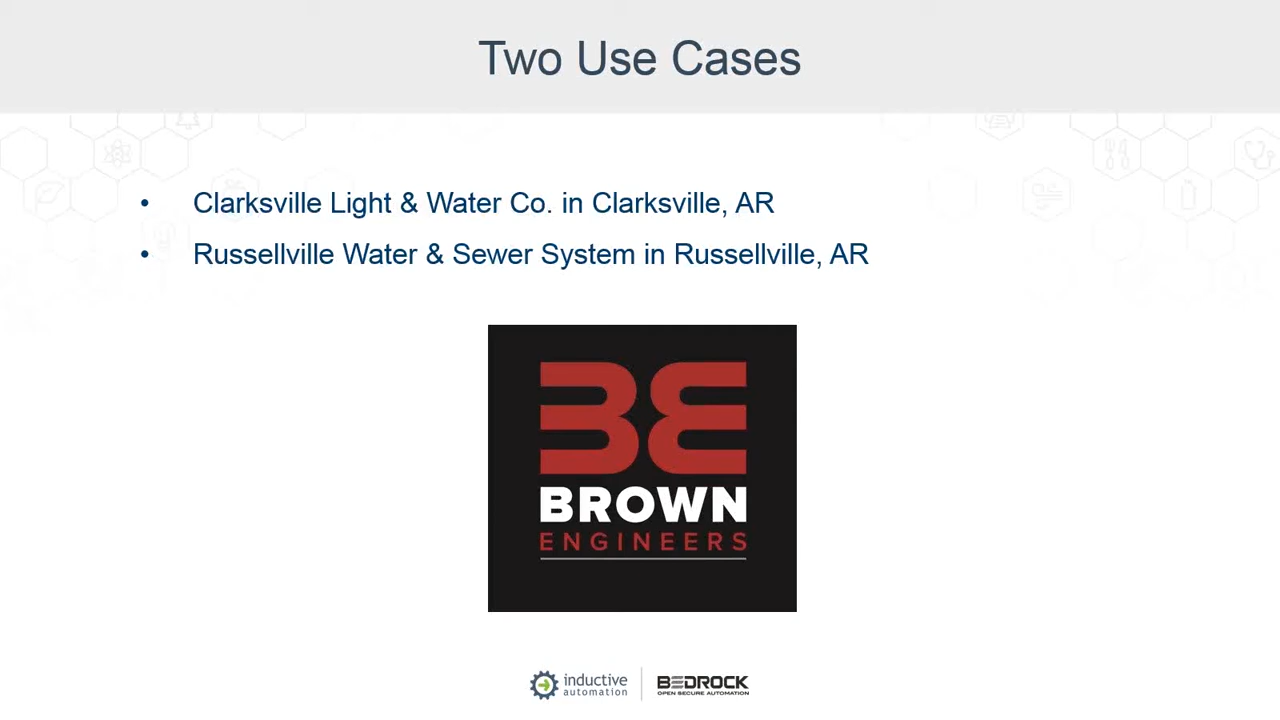 Two Use Cases
• Clarksville Light & Water Co. in Clarksville, AR
• Russellville Water & Sewer System in Russellville, AR
BE
BROWN
ENGINEERS
inductive
automation
BEDROCK
OPEN SECURE AUTOMATION